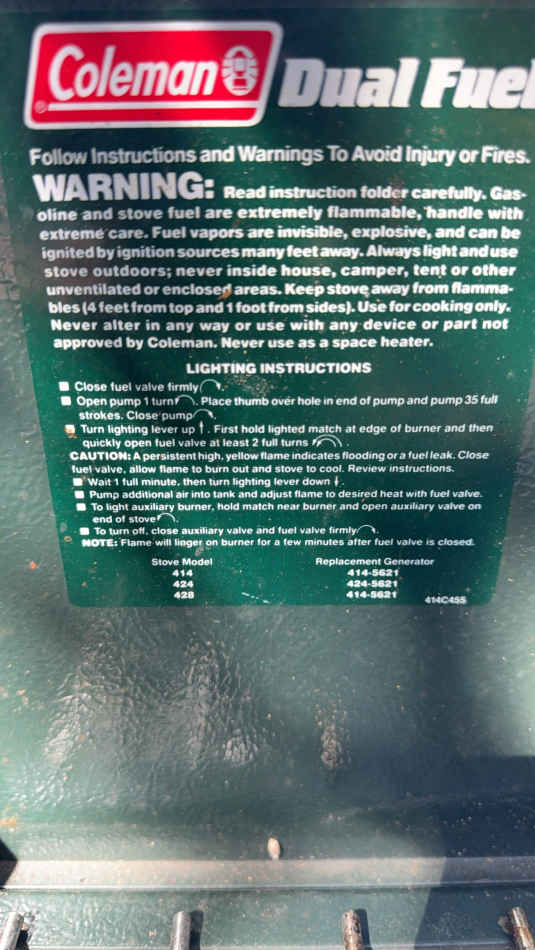 Coleman
®
Dual Fuel
Follow Instructions and Warnings To Avoid Injury or Fires.
WARNING: Read instruction folder carefully. Gas-
oline and stove fuel are extremely flammable, handle with
extreme care. Fuel vapors are invisible, explosive, and can be
ignited by ignition sources many feet away. Always light and use
stove outdoors; never inside house, camper, tent or other
unventilated or enclosed areas. Keep stove away from flamma-
bles (4 feet from top and 1 foot from sides). Use for cooking only.
Never alter in any way or use with any device or part not
approved by Coleman. Never use as a space heater.
LIGHTING INSTRUCTIONS
Close fuel valve firmly.
Open pump 1 turn. Place thumb over hole in end of pump and pump 35 full
strokes. Close pump.
Turn lighting lever up. First hold lighted match at edge of burner and then
quickly open fuel valve at least 2 full turns.
CAUTION: A persistent high, yellow flame indicates flooding or a fuel leak. Close
fuel valve, allow flame to burn out and stove to cool. Review instructions.
Wait 1 full minute, then turn lighting lever down.
Pump additional air into tank and adjust flame to desired heat with fuel valve.
To light auxiliary burner, hold match near burner and open auxiliary valve on
end of stove.
To turn off, close auxiliary valve and fuel valve firmly.
NOTE: Flame will linger on burner for a few minutes after fuel valve is closed.
Stove Model Replacement Generator
414 414-5621
424 424-5621
428 414-5621
414C45S